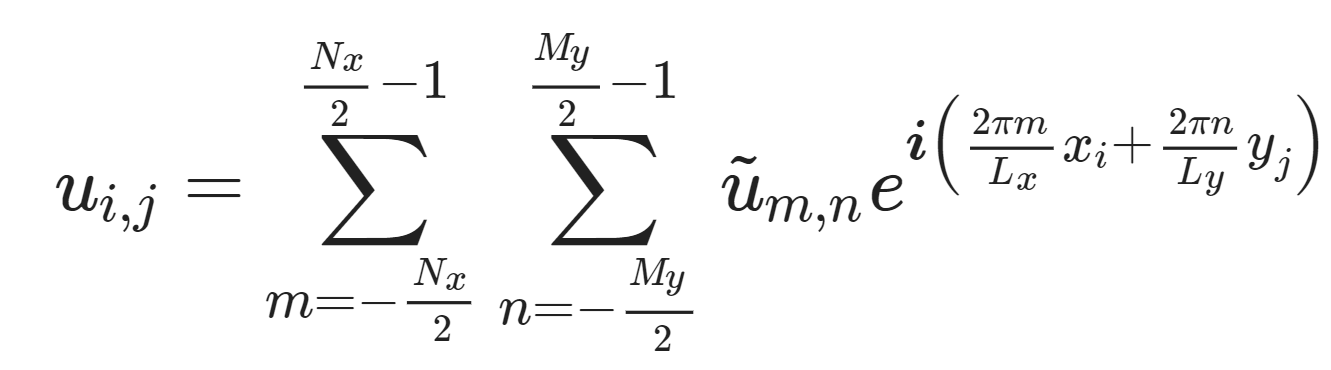 $u_{i,j} = \sum_{m=-\frac{N_x}{2}}^{\frac{N_x}{2}-1} \sum_{n=-\frac{M_y}{2}}^{\frac{M_y}{2}-1} \tilde{u}_{m,n} e^{\boldsymbol{i}\left(\frac{2\pi m}{L_x} x_i + \frac{2\pi n}{L_y} y_j\right)}$